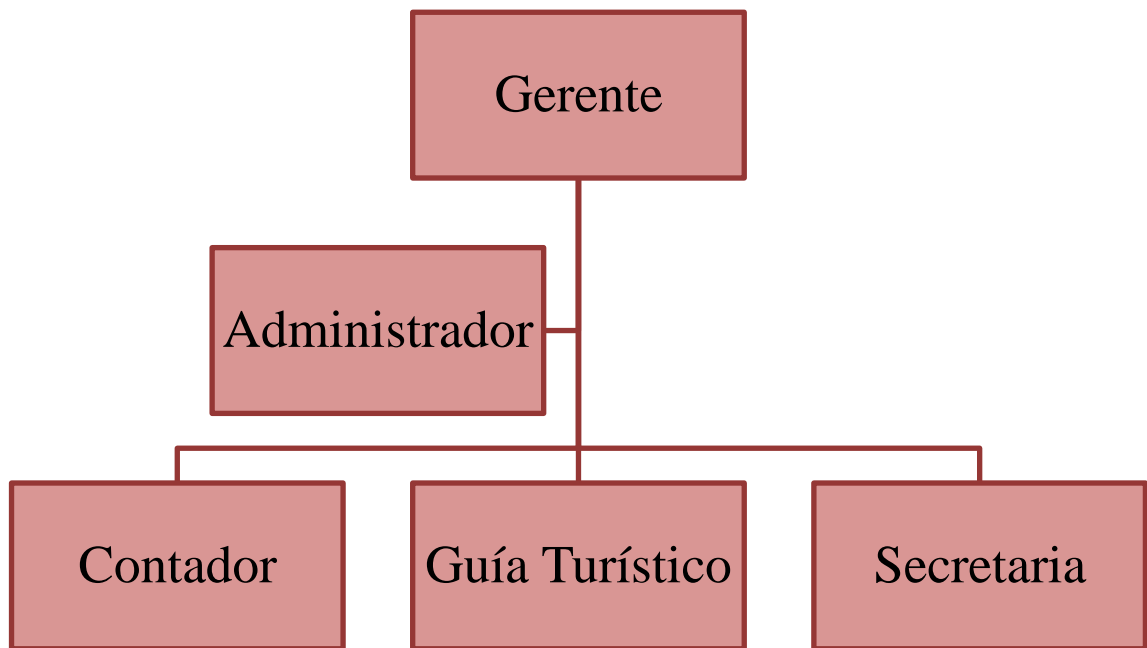 Gerente
Administrador
Contador
Guía Turístico
Secretaria